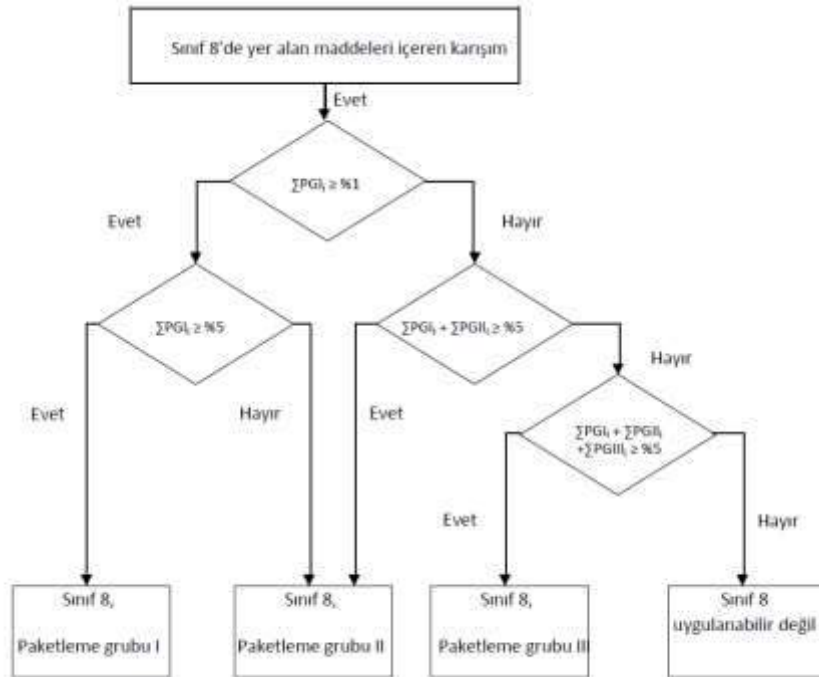 Sınıf 8'de yer alan maddeleri içeren karışım
Evet
∑PGIᵢ ≥ %1
Evet
Hayır
∑PGIᵢ ≥ %5
∑PGIᵢ + ∑PGIIᵢ ≥ %5
Hayır
Evet
Hayır
Evet
∑PGIᵢ + ∑PGIIᵢ
+∑PGIIIᵢ ≥ %5
Evet
Hayır
Sınıf 8,
Paketleme grubu I
Sınıf 8,
Paketleme grubu II
Sınıf 8,
Paketleme grubu III
Sınıf 8
uygulanabilir değil